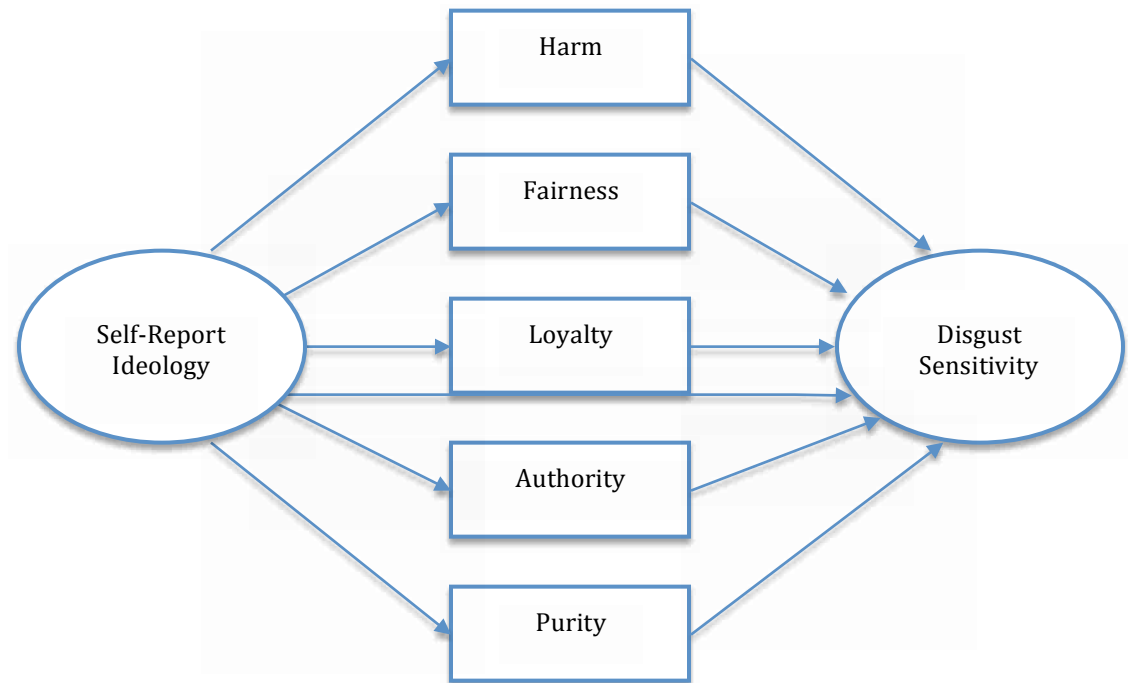 Harm
Fairness
Self-Report
Ideology
Loyalty
Disgust
Sensitivity
Authority
Purity